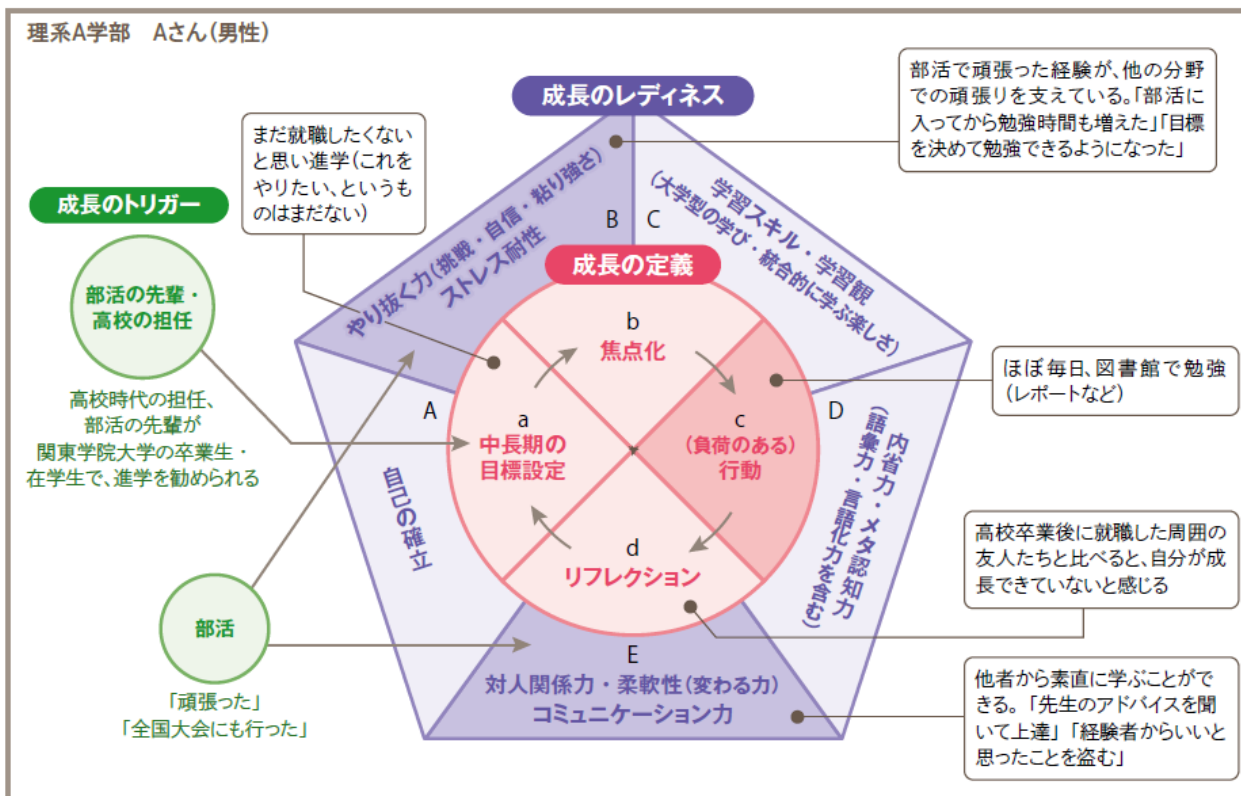 理系A学部　Aさん（男性）
成長のレディネス
部活で頑張った経験が、他の分野
での頑張りを支えている。「部活に
入ってから勉強時間も増えた」「目標
を決めて勉強できるようになった」
まだ就職したくない
と思い進学（これを
やりたい、というも
のはまだない）
成長のトリガー
部活の先輩・
高校の担任
高校時代の担任、
部活の先輩が
関東学院大学の卒業生・
在学生で、進学を勧められる
B
やり抜く力（挑戦・自信・粘り強さ）
ストレス耐性
C
学習スキル・学習観
（大学型の学び・統合的に学ぶ楽しさ）
成長の定義
b
焦点化
ほぼ毎日、図書館で勉強
（レポートなど）
A
自己の確立
a
中長期の
目標設定
c
（負荷のある）
行動
D
内省力・メタ認知力
（語彙力・言語化力を含む）
d
リフレクション
高校卒業後に就職した周囲の
友人たちと比べると、自分が成
長できていないと感じる
部活
「頑張った」
「全国大会にも行った」
E
対人関係力・柔軟性（変わる力）
コミュニケーション力
他者から素直に学ぶことがで
きる。「先生のアドバイスを聞
いて上達」「経験者からいいと
思ったことを盗む」